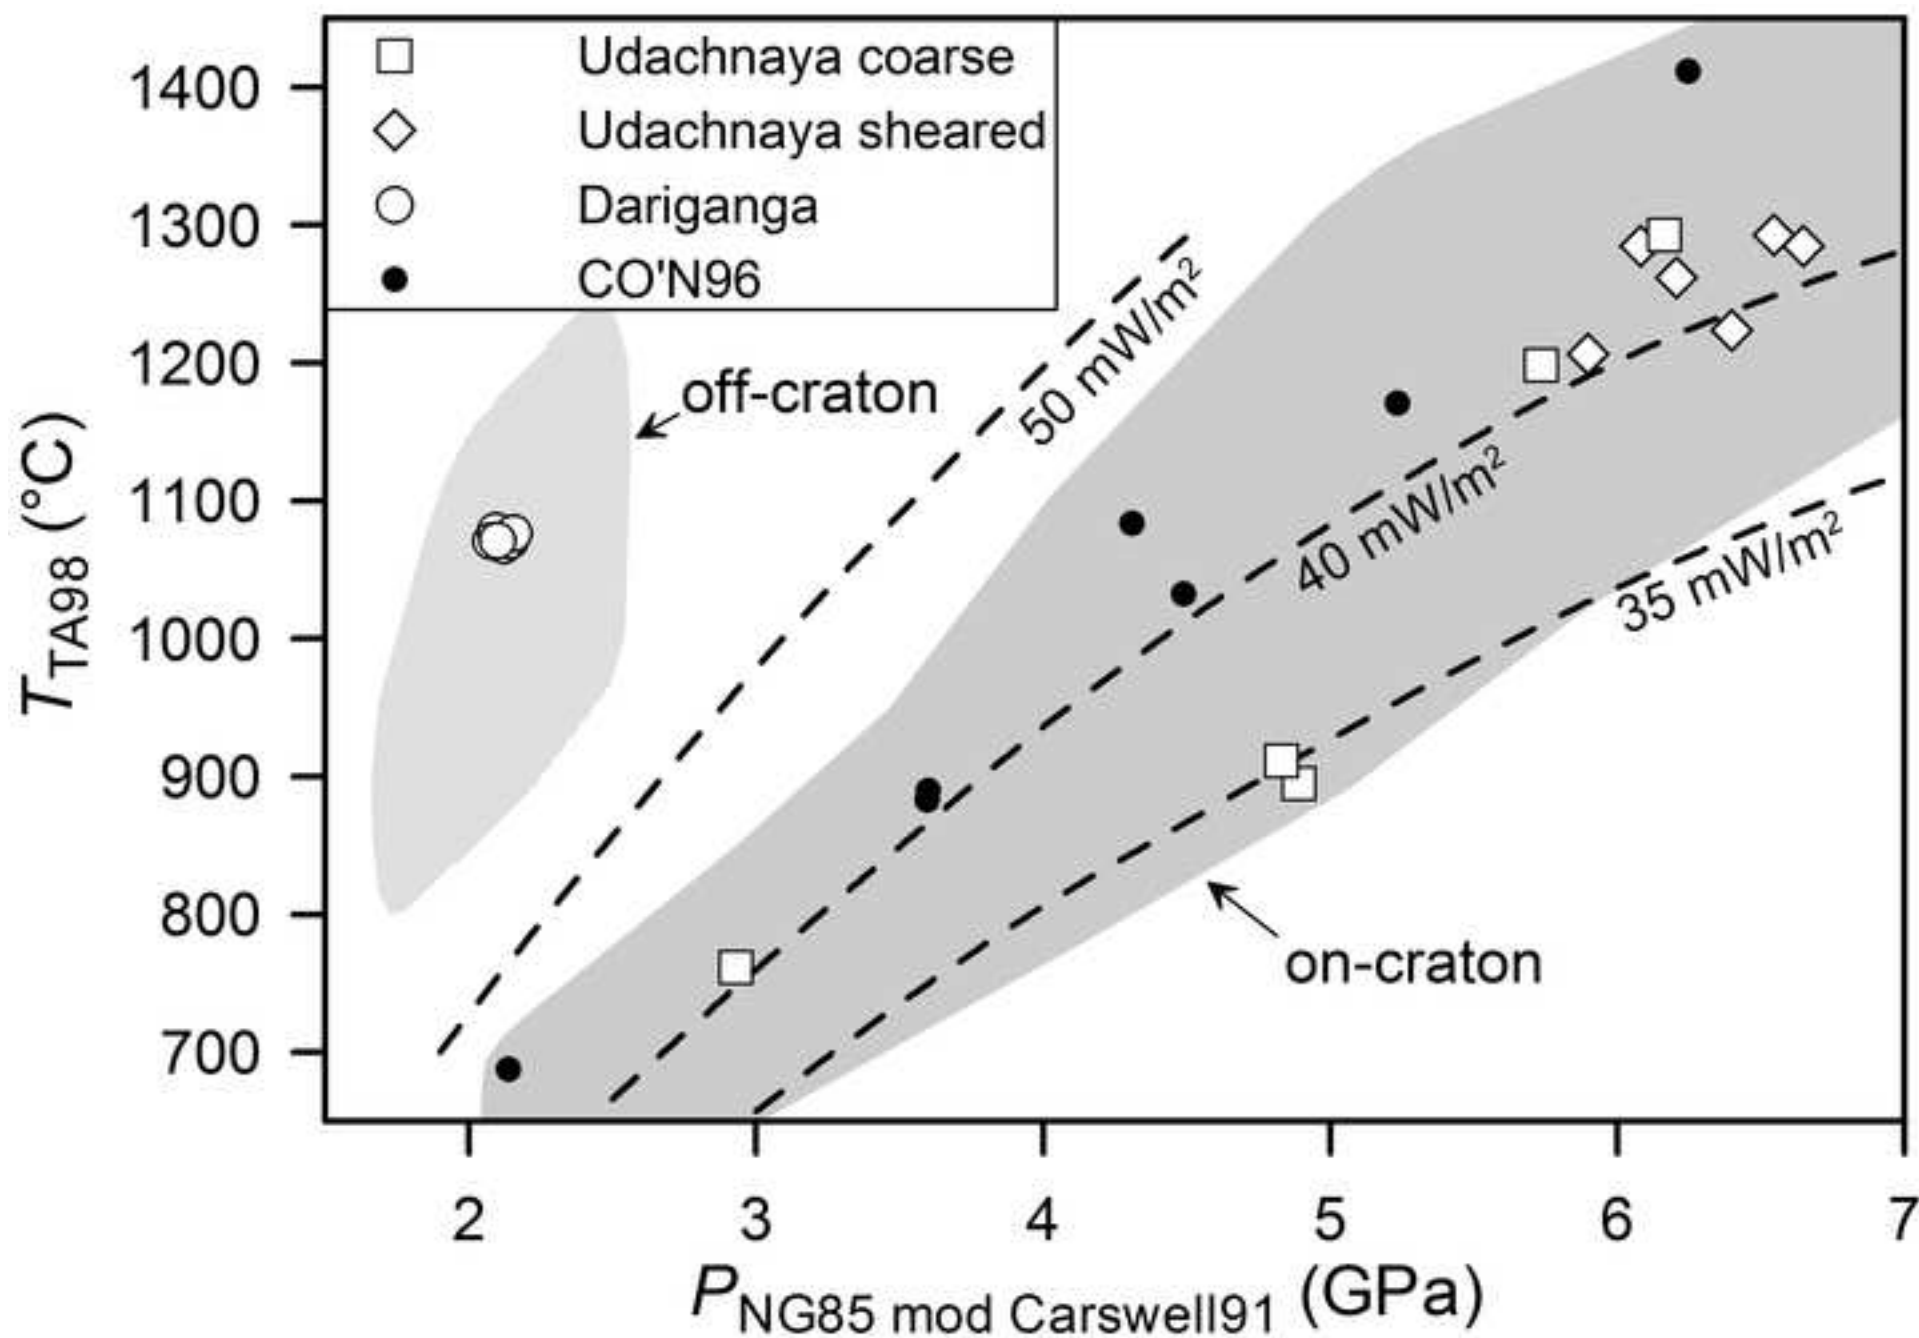 Udachnaya coarse
Udachnaya sheared
Dariganga
CO'N96
1400
1300
1200
1100
1000
900
800
700
T_TA98 (°C)
off-craton
50 mW/m²
40 mW/m²
35 mW/m²
on-craton
2 3 4 5 6 7
P_NG85 mod Carswell91 (GPa)